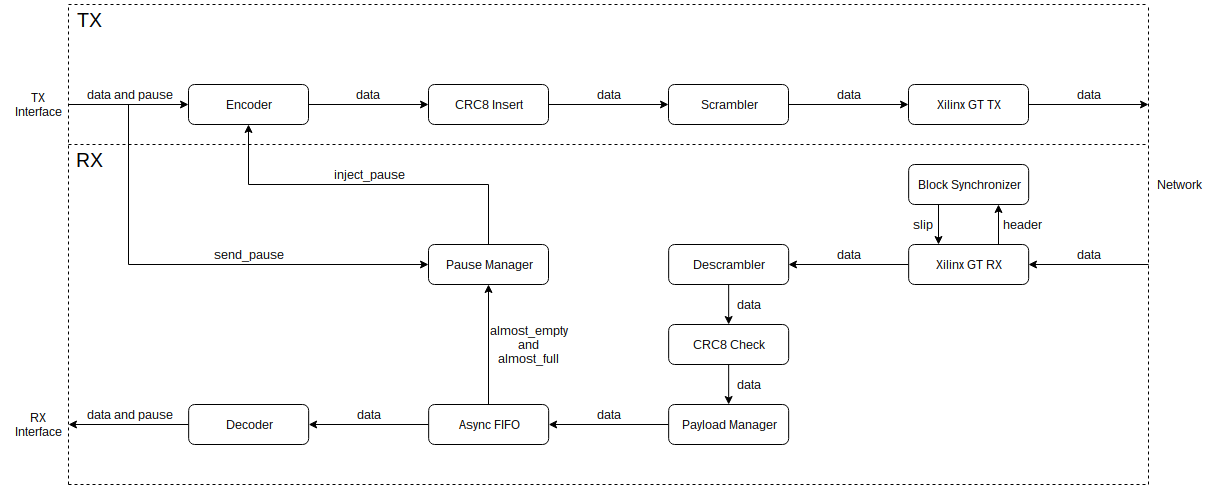 TX
TX
Interface
data and pause
Encoder
data
CRC8 Insert
data
Scrambler
data
Xilinx GT TX
data
RX
inject_pause
Block Synchronizer
Network
slip
header
send_pause
Pause Manager
Descrambler
data
Xilinx GT RX
data
data
almost_empty
and
almost_full
CRC8 Check
data
RX
Interface
data and pause
Decoder
data
Async FIFO
data
Payload Manager